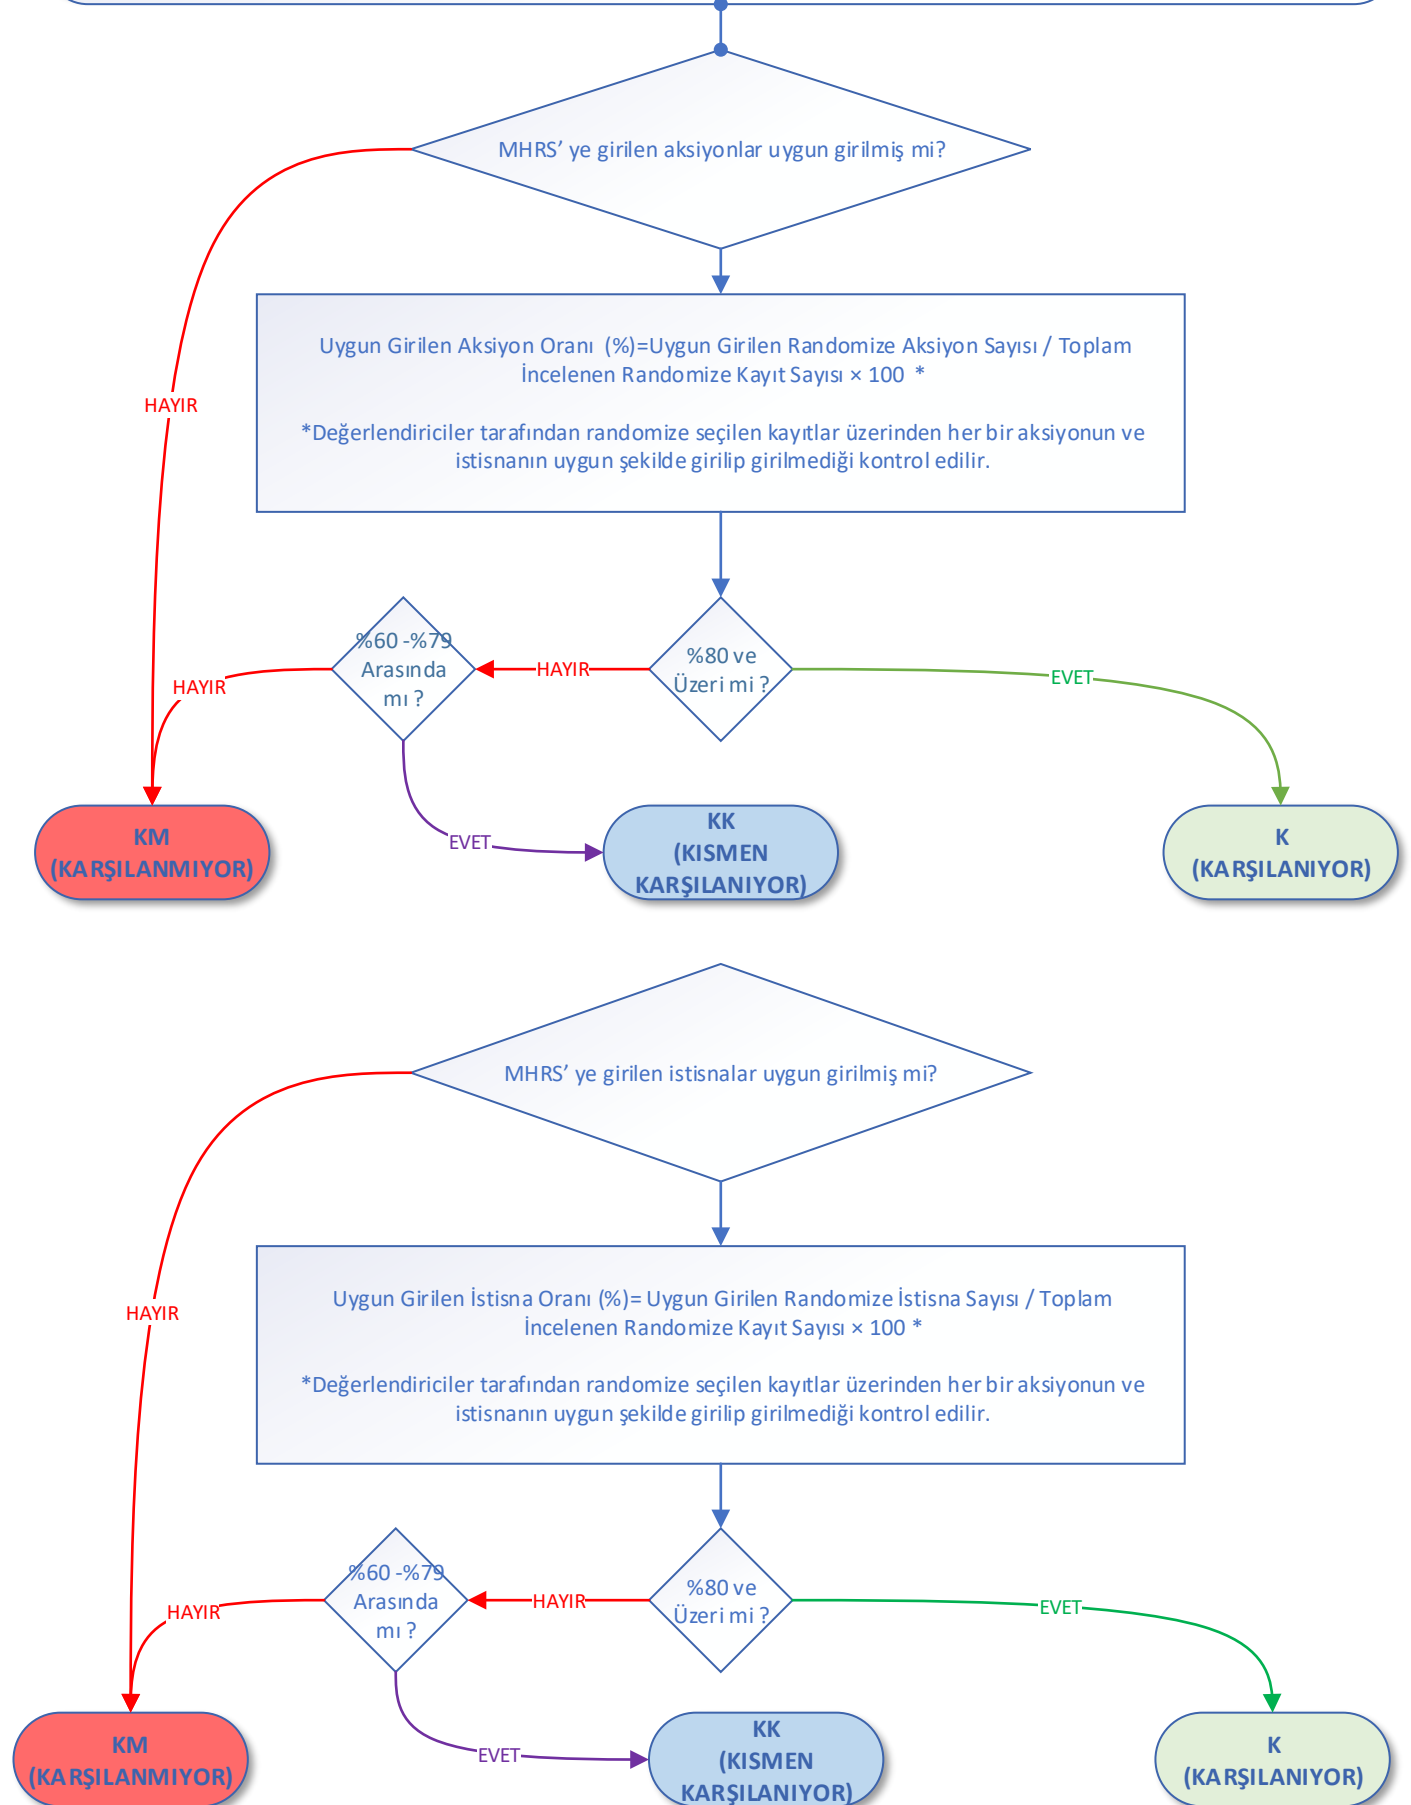 MHRS’ ye girilen aksiyonlar uygun girilmiş mi?
HAYIR
Uygun Girilen Aksiyon Oranı (%)=Uygun Girilen Randomize Aksiyon Sayısı / Toplam
İncelenen Randomize Kayıt Sayısı × 100 *
*Değerlendiriciler tarafından randomize seçilen kayıtlar üzerinden her bir aksiyonun ve
istisnanın uygun şekilde girilip girilmediği kontrol edilir.
%60 -%79
Arasında
mı ?
HAYIR
HAYIR
%80 ve
Üzeri mi ?
EVET
EVET
KM
(KARŞILANMIYOR)
KK
(KISMEN
KARŞILANIYOR)
K
(KARŞILANIYOR)
MHRS’ ye girilen istisnalar uygun girilmiş mi?
HAYIR
Uygun Girilen İstisna Oranı (%)= Uygun Girilen Randomize İstisna Sayısı / Toplam
İncelenen Randomize Kayıt Sayısı × 100 *
*Değerlendiriciler tarafından randomize seçilen kayıtlar üzerinden her bir aksiyonun ve
istisnanın uygun şekilde girilip girilmediği kontrol edilir.
%60 -%79
Arasında
mı ?
HAYIR
HAYIR
%80 ve
Üzeri mi ?
EVET
EVET
KM
(KARŞILANMIYOR)
KK
(KISMEN
KARŞILANIYOR)
K
(KARŞILANIYOR)